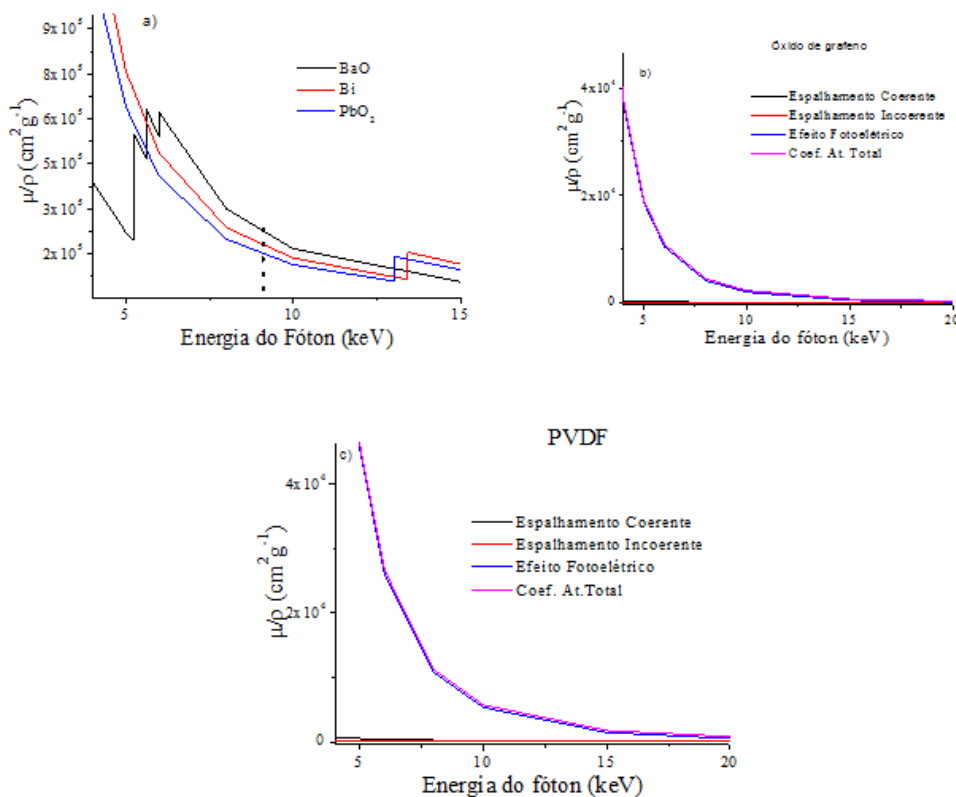 a)
BaO
Bi
PbO₂
9x10⁵
8x10⁵
6x10⁵
5x10⁵
3x10⁵
2x10⁵
μ/ρ (cm² g⁻¹)
5 10 15
Energia do Fóton (keV)
Óxido de grafeno
b)
Espalhamento Coerente
Espalhamento Incoerente
Efeito Fotoelétrico
Coef. At. Total
4x10⁴
2x10⁴
0
μ/ρ (cm² g⁻¹)
5 10 15 20
Energia do fóton (keV)
PVDF
c)
Espalhamento Coerente
Espalhamento Incoerente
Efeito Fotoelétrico
Coef. At.Total
4x10⁴
2x10⁴
0
μ/ρ (cm² g⁻¹)
5 10 15 20
Energia do fóton (keV)